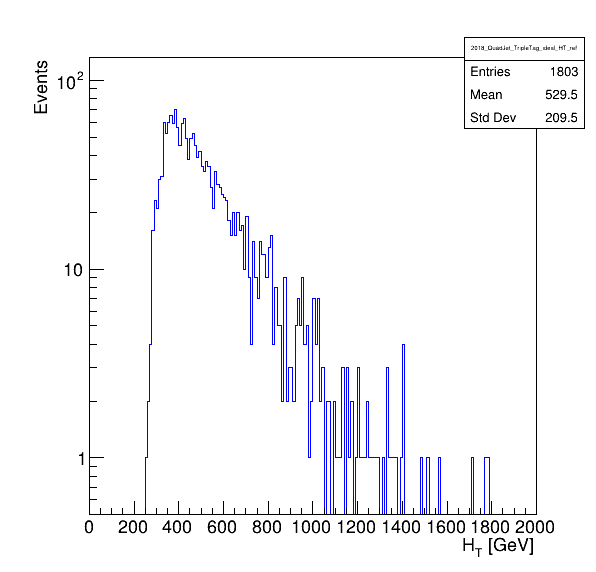 2018_QuadJet_TripleTag_ideal_HT_ref
Entries 1803
Mean 529.5
Std Dev 209.5
Events
10²
10
1
0 200 400 600 800 1000 1200 1400 1600 1800 2000
H_T [GeV]